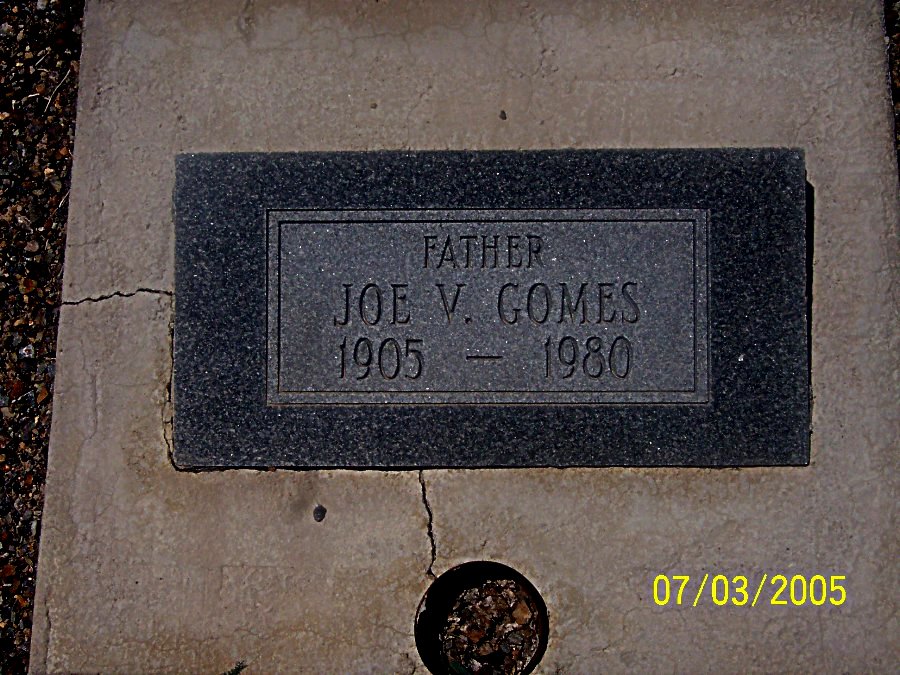 FATHER
JOE V. GOMES
1905 — 1980
07/03/2005